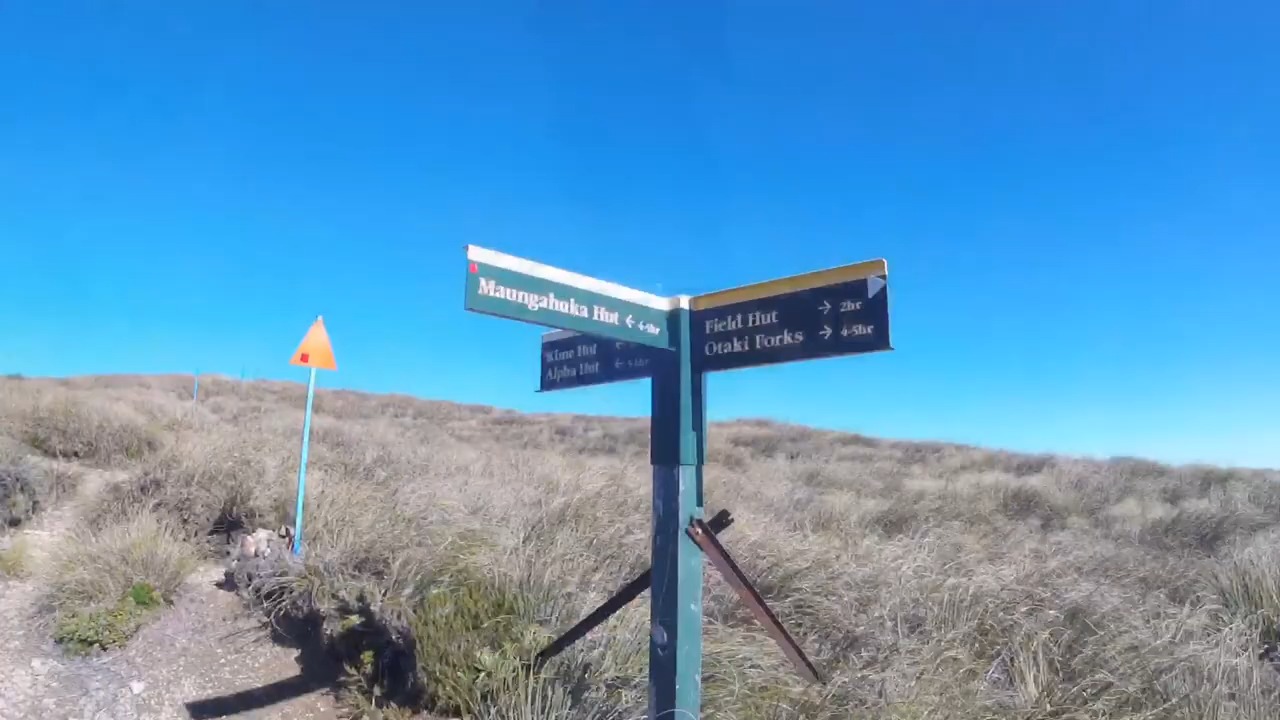 Maungahuka Hut ← 4-5hr
Kime Hut ←
Alpha Hut ←
Field Hut → 2hr
Otaki Forks → 4-5hr